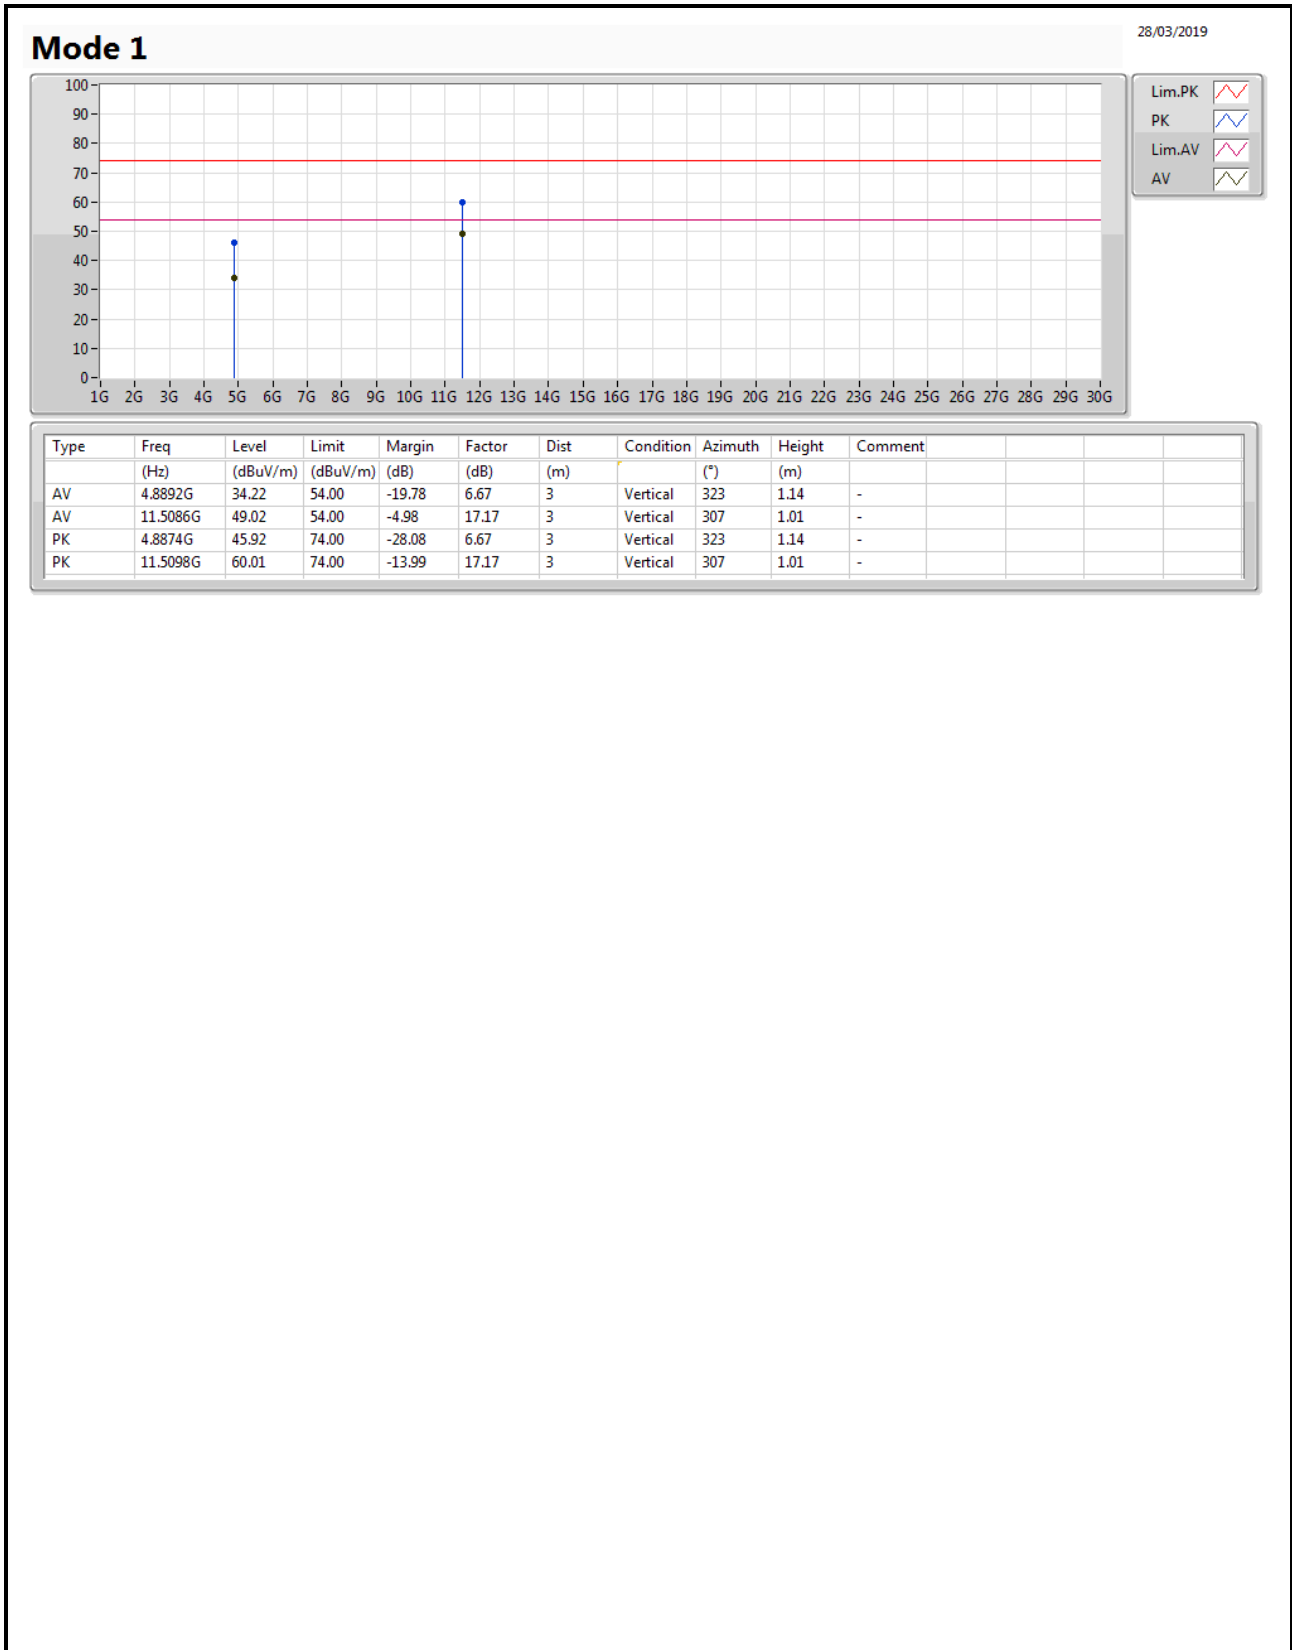 28/03/2019
Mode 1
100
90
80
70
60
50
40
30
20
10
0
1G 2G 3G 4G 5G 6G 7G 8G 9G 10G 11G 12G 13G 14G 15G 16G 17G 18G 19G 20G 21G 22G 23G 24G 25G 26G 27G 28G 29G 30G
Lim.PK
PK
Lim.AV
AV
Type Freq Level Limit Margin Factor Dist Condition Azimuth Height Comment
(Hz) (dBuV/m) (dBuV/m) (dB) (dB) (m) (°) (m)
AV 4.8892G 34.22 54.00 -19.78 6.67 3 Vertical 323 1.14 -
AV 11.5086G 49.02 54.00 -4.98 17.17 3 Vertical 307 1.01 -
PK 4.8874G 45.92 74.00 -28.08 6.67 3 Vertical 323 1.14 -
PK 11.5098G 60.01 74.00 -13.99 17.17 3 Vertical 307 1.01 -